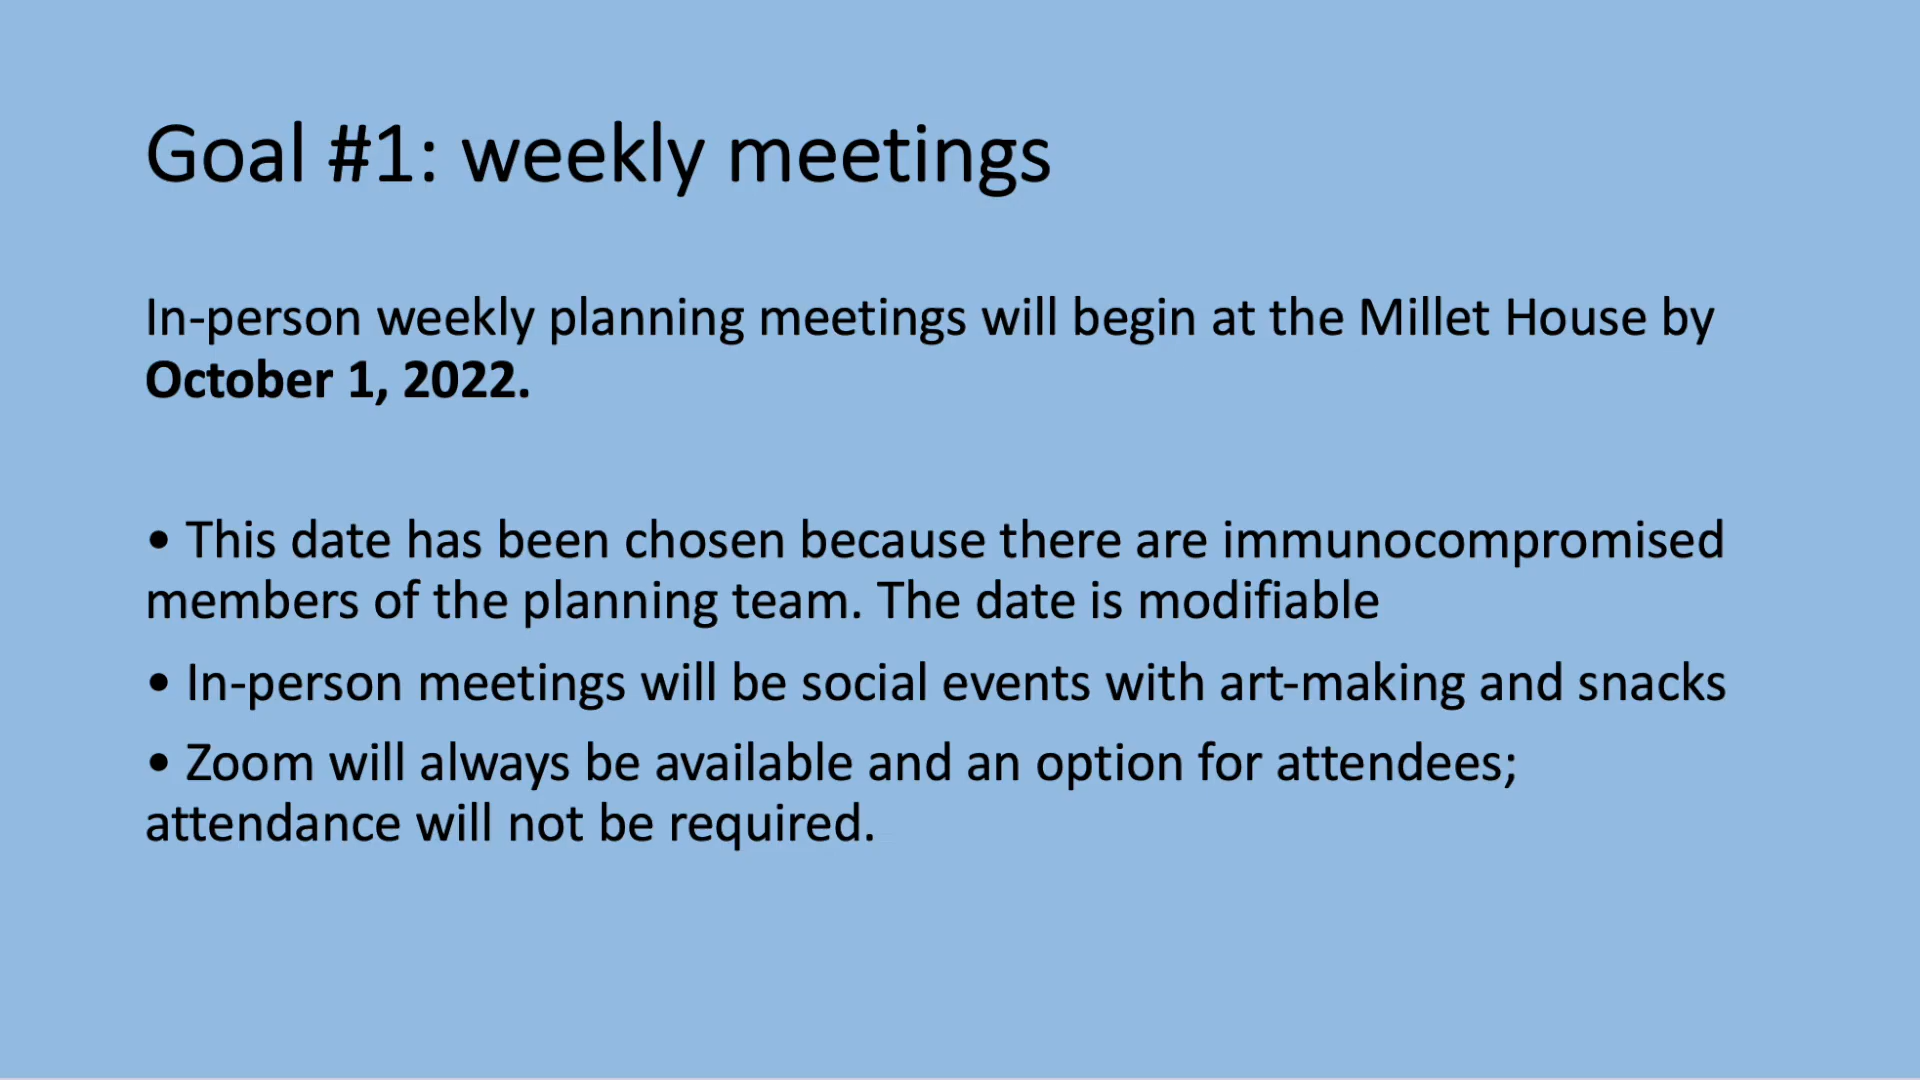 Goal #1: weekly meetings
In-person weekly planning meetings will begin at the Millet House by
October 1, 2022.
• This date has been chosen because there are immunocompromised
members of the planning team. The date is modifiable
• In-person meetings will be social events with art-making and snacks
• Zoom will always be available and an option for attendees;
attendance will not be required.